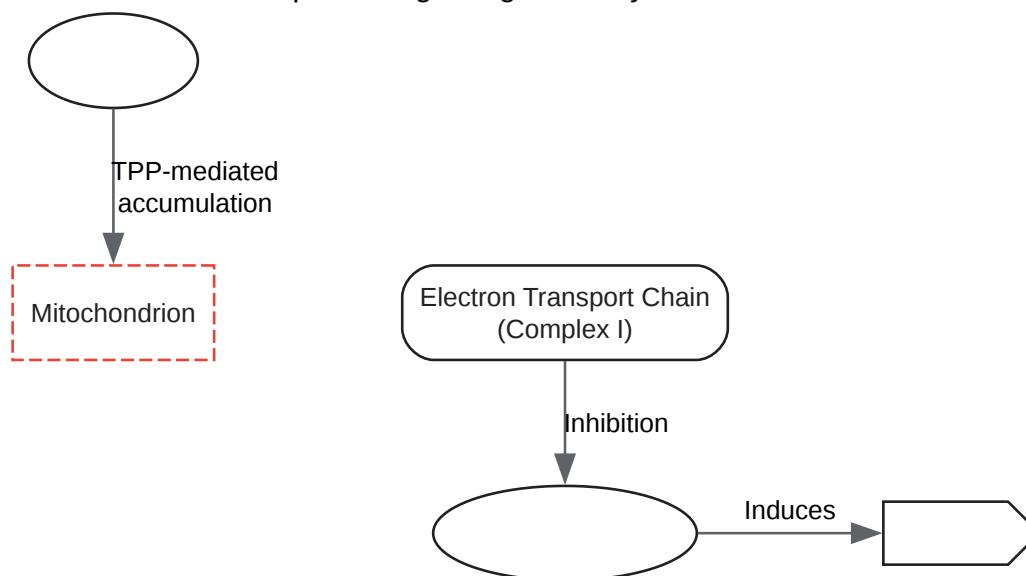 TPP-mediated
accumulation
Mitochondrion
Electron Transport Chain
(Complex I)
Inhibition
Induces